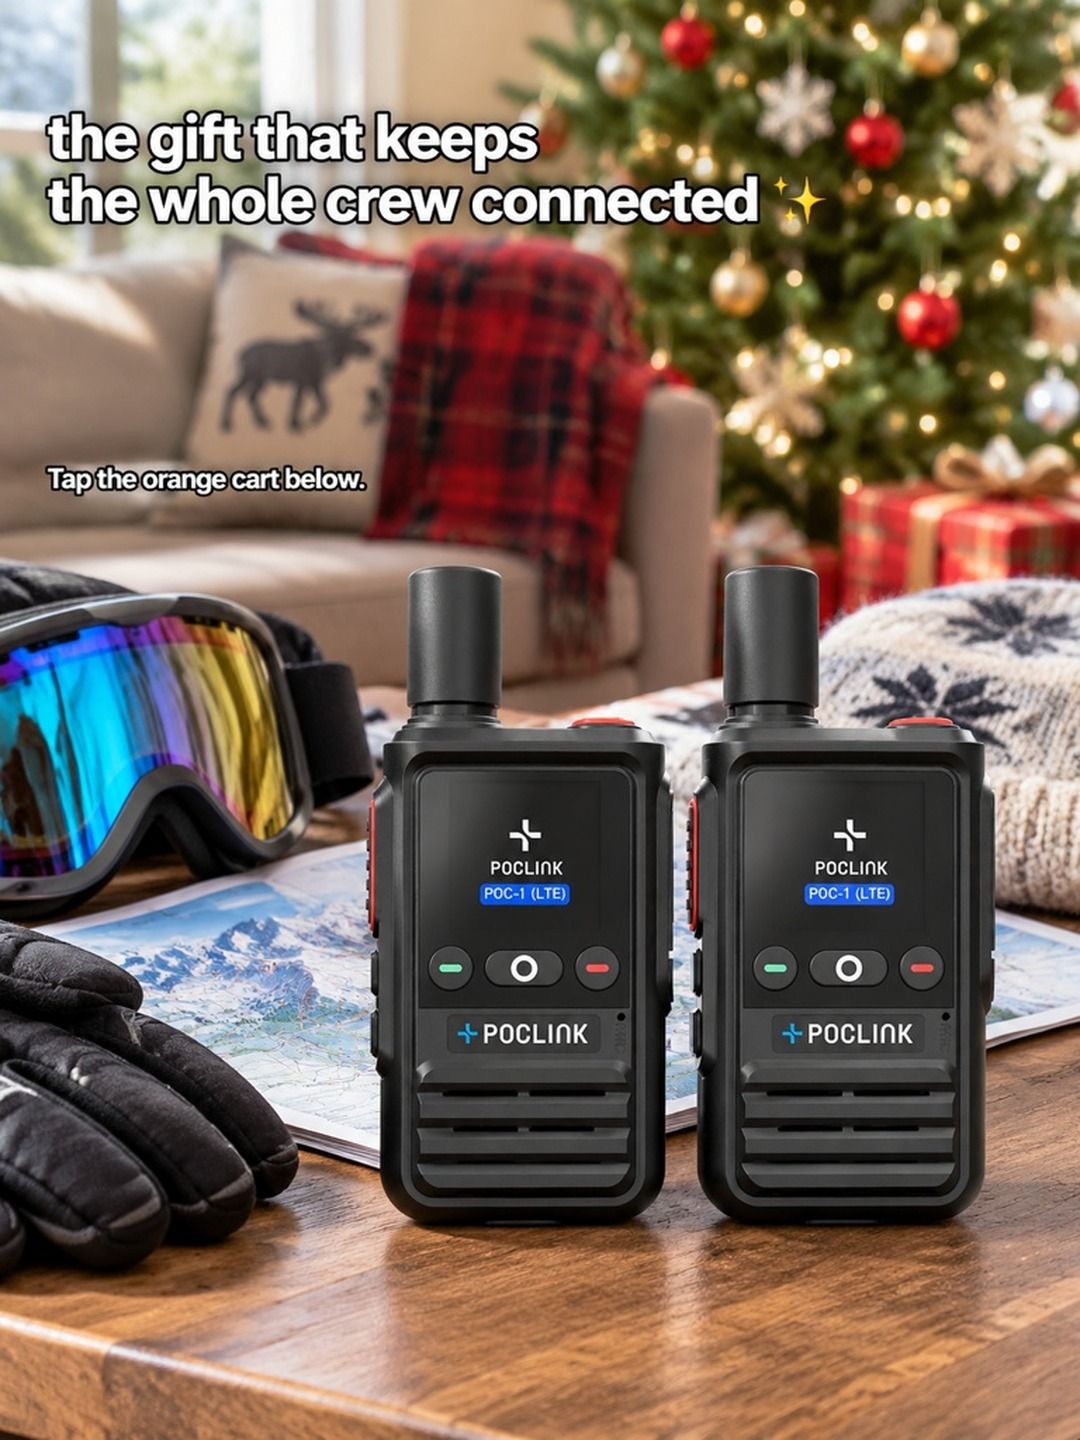 the gift that keeps
the whole crew connected ✨
Tap the orange cart below.
POCLINK
POC-1 (LTE)
POCLINK
POCLINK
POC-1 (LTE)
POCLINK